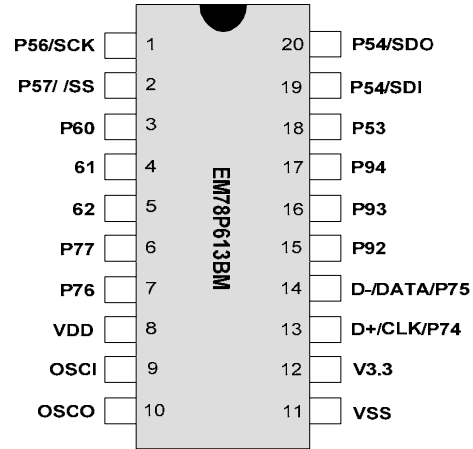 P56/SCK 1 20 P54/SDO
P57/ /SS 2 19 P54/SDI
P60 3 18 P53
61 4 17 P94
62 5 16 P93
P77 6 15 P92
P76 7 14 D-/DATA/P75
VDD 8 13 D+/CLK/P74
OSCI 9 12 V3.3
OSCO 10 11 VSS
EM78P613BM